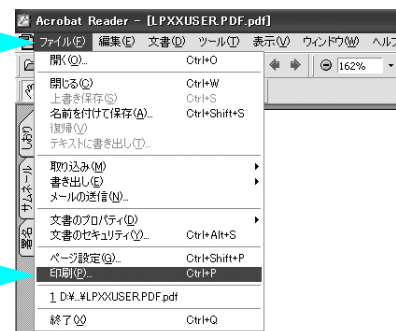 Acrobat Reader - [LPXXUSER.PDF.pdf]
ファイル(F) 編集(E) 文書(D) ツール(T) 表示(V) ウィンドウ(W) ヘル
開く(O)... Ctrl+O
162%
閉じる(C) Ctrl+W
上書き保存(S) Ctrl+S
名前を付けて保存(A)... Ctrl+Shift+S
復帰(V)
テキストに書き出し(T)...
取り込み(M)
書き出し(E)
メールの送信(N)...
文書のプロパティ(D)
文書のセキュリティ(Y)... Ctrl+Alt+S
ページ設定(G)... Ctrl+Shift+P
印刷(P)... Ctrl+P
1 D:¥...¥LPXXUSER.PDF.pdf
終了(X) Ctrl+Q
しおり
サムネール